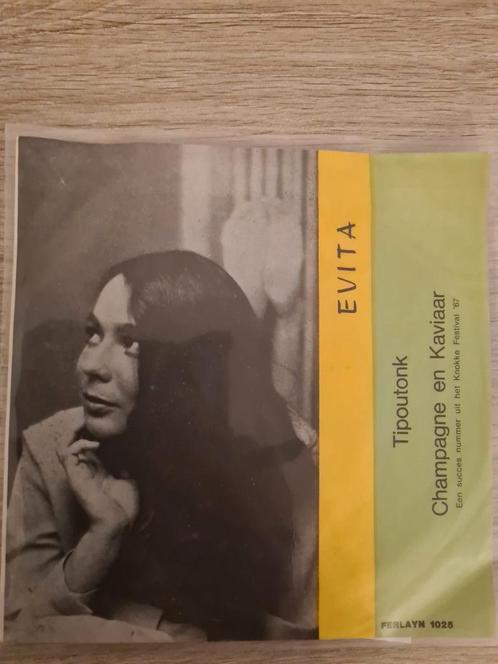 EVITA
Tipoutonk
Champagne en Kaviaar
Een succes nummer uit het Knokke Festival '67
FERLAYN 1025